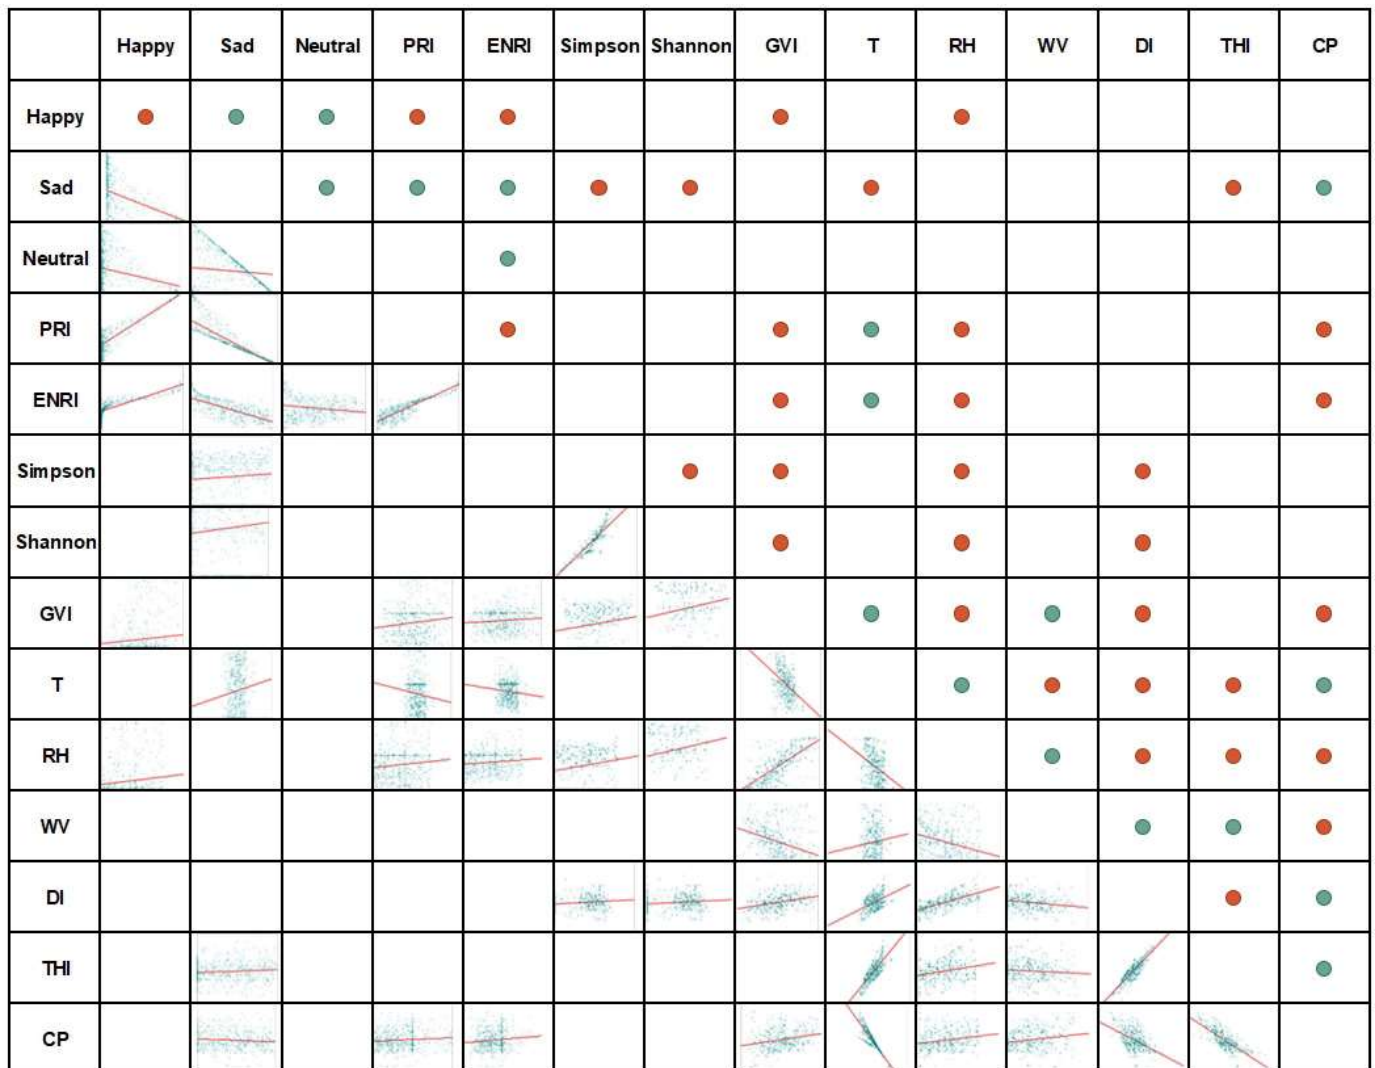 Happy Sad Neutral PRI ENRI Simpson Shannon GVI T RH WV DI THI CP
Happy
Sad
Neutral
PRI
ENRI
Simpson
Shannon
GVI
T
RH
WV
DI
THI
CP